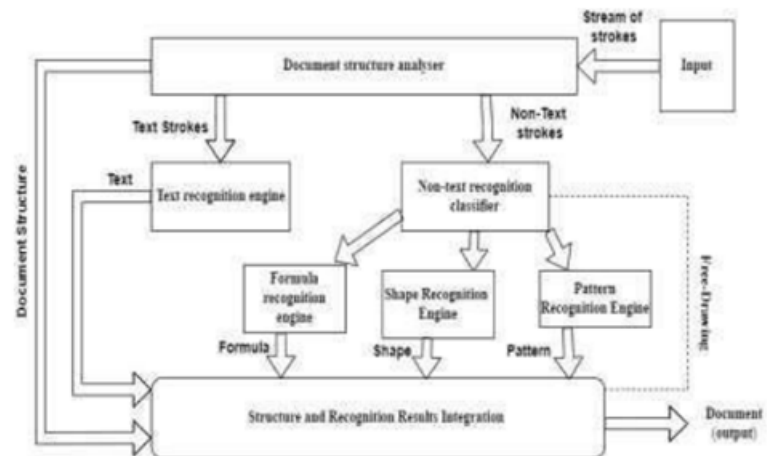 Stream of
strokes
Document structure analyser
Input
Text Strokes
Non-Text
strokes
Document Structure
Text
Text recognition engine
Non-text recognition
classifier
Free-Drawing
Formula
recognition
engine
Shape Recognition
Engine
Pattern
Recognition Engine
Formula
Shape
Pattern
Structure and Recognition Results Integration
Document
(output)